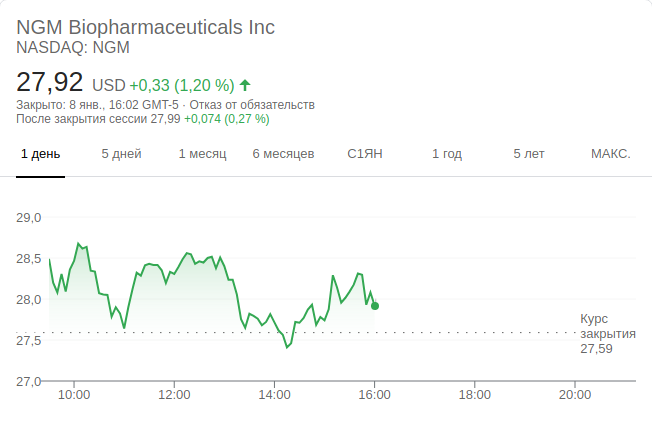 NGM Biopharmaceuticals Inc
NASDAQ: NGM
27,92 USD +0,33 (1,20 %)
Закрыто: 8 янв., 16:02 GMT-5 · Отказ от обязательств
После закрытия сессии 27,99 +0,074 (0,27 %)
1 день 5 дней 1 месяц 6 месяцев С1ЯН 1 год 5 лет МАКС.
29,0
28,5
28,0
27,5
27,0
Курс
закрытия
27,59
10:00 12:00 14:00 16:00 18:00 20:00